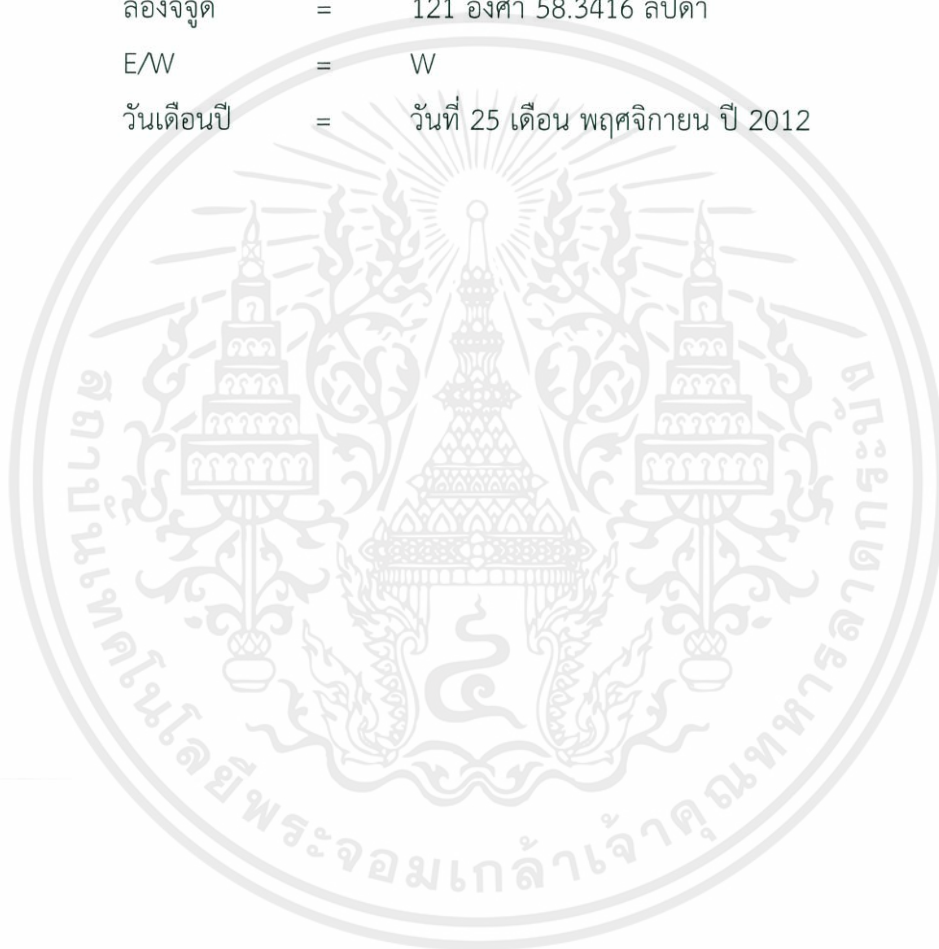 ลองจิจูด = 121 องศา 58.3416 ลิปดา
E/W = W
วันเดือนปี = วันที่ 25 เดือน พฤศจิกายน ปี 2012
สถาบันเทคโนโลยีพระจอมเกล้าเจ้าคุณทหารลาดกระบัง